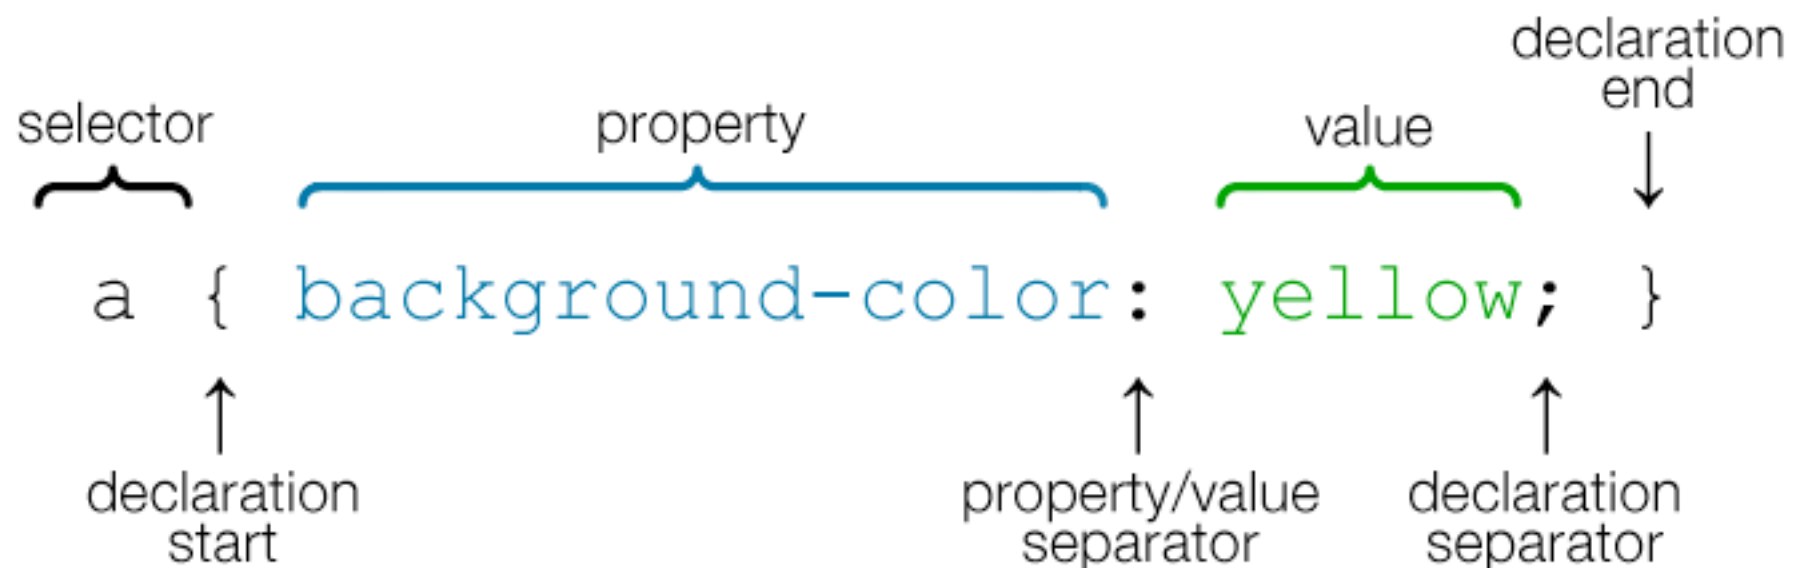 declaration
end
selector
property
value
a { background-color: yellow; }
declaration
start
property/value
separator
declaration
separator